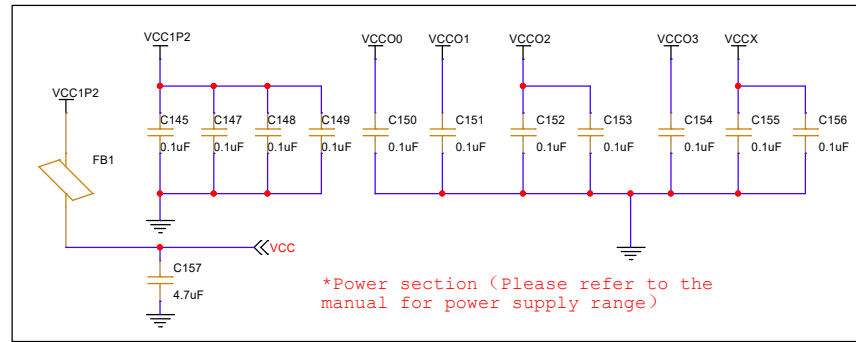 VCC1P2
VCCO0
VCCO1
VCCO2
VCCO3
VCCX
VCC1P2
C145
C147
C148
C149
C150
C151
C152
C153
C154
C155
C156
0.1uF
0.1uF
0.1uF
0.1uF
0.1uF
0.1uF
0.1uF
0.1uF
0.1uF
0.1uF
0.1uF
FB1
VCC
C157
4.7uF
*Power section（Please refer to the
manual for power supply range）